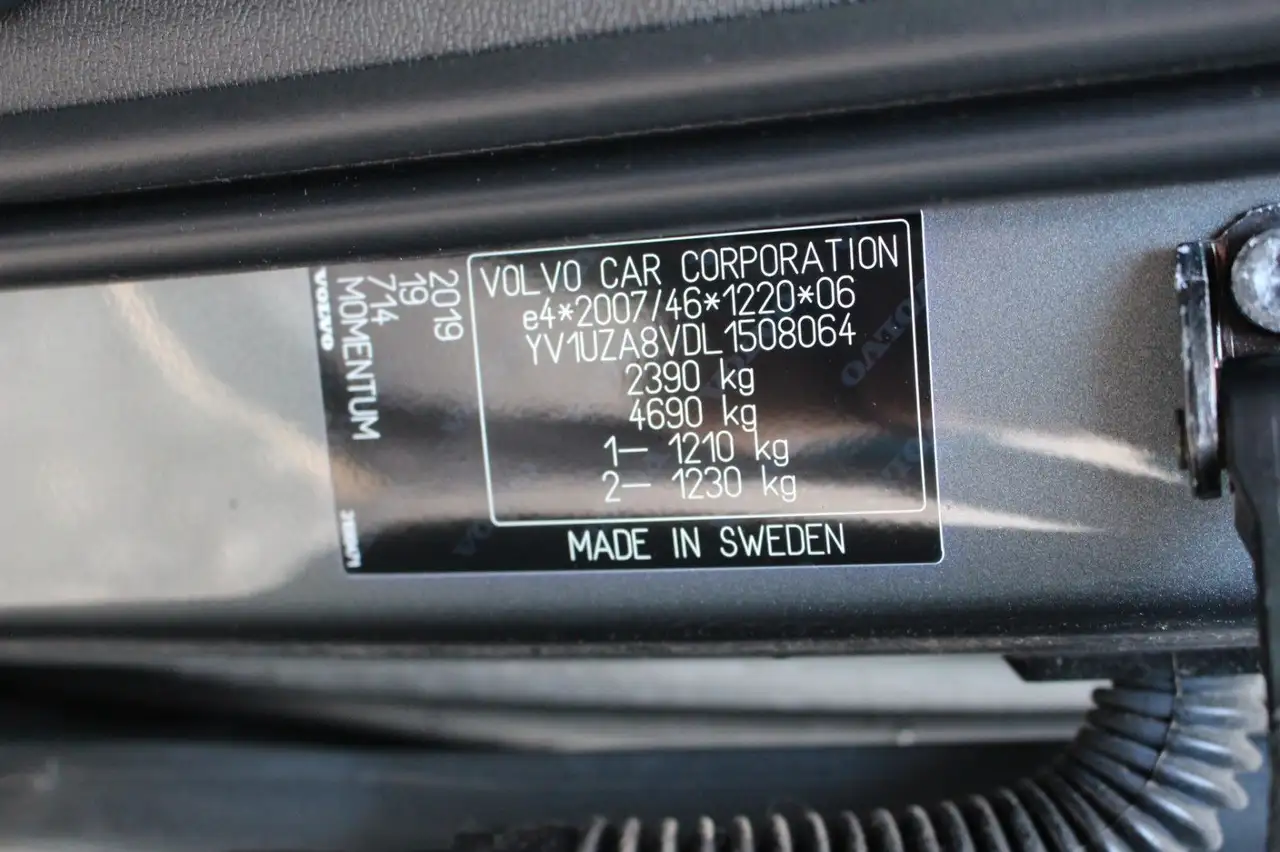 VOLVO CAR CORPORATION
e4*2007/46*1220*06
YV1UZA8VDL1508064
2390 kg
4690 kg
1– 1210 kg
2– 1230 kg
MADE IN SWEDEN
2019
19
714
MOMENTUM
VOLVO